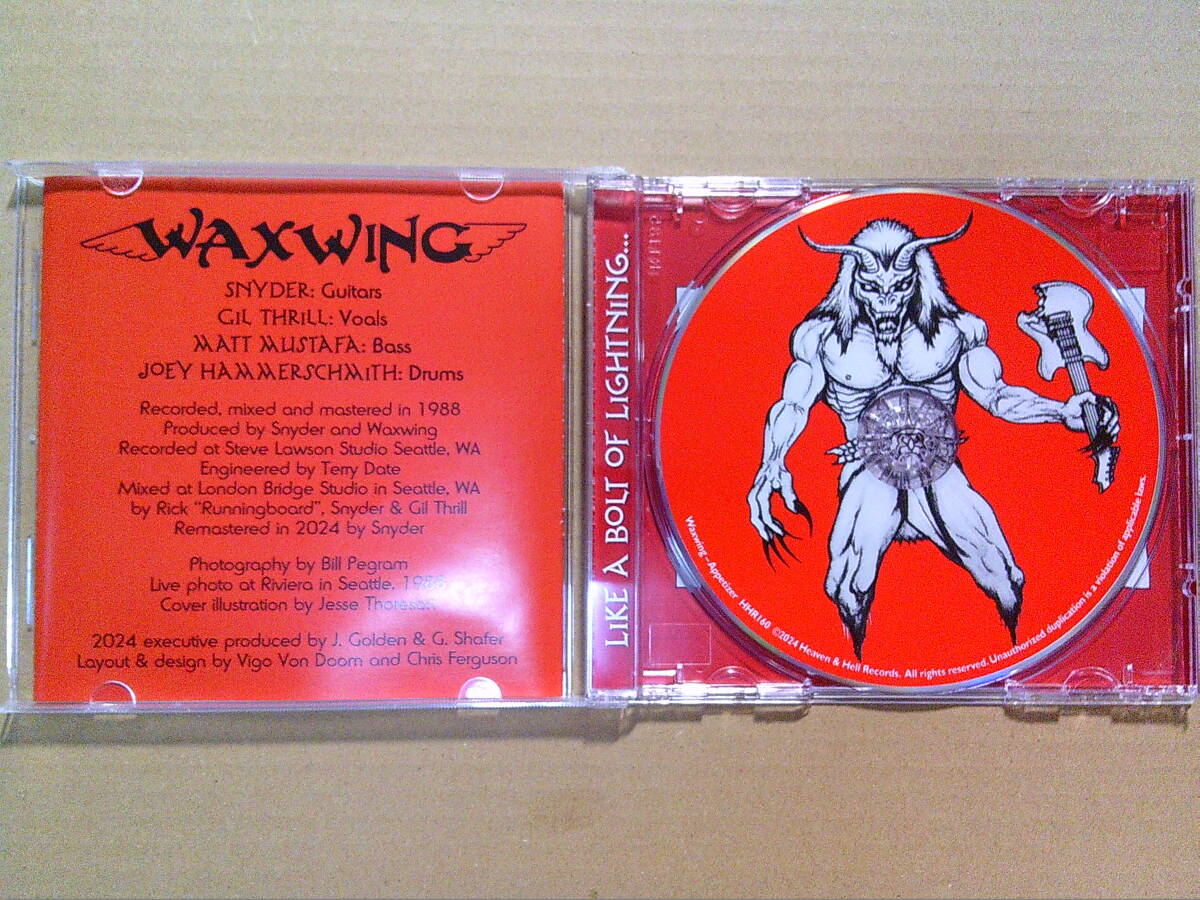 WAXWING
SNYDER: Guitars
GIL THRILL: Voals
MATT MUSTAFA: Bass
JOEY HAMMERSCHMITH: Drums
Recorded, mixed and mastered in 1988
Produced by Snyder and Waxwing
Recorded at Steve Lawson Studio Seattle, WA
Engineered by Terry Date
Mixed at London Bridge Studio in Seattle, WA
by Rick "Runningboard", Snyder & Gil Thrill
Remastered in 2024 by Snyder
Photography by Bill Pegram
Live photo at Riviera in Seattle, 1988
Cover illustration by Jesse Thoresen
2024 executive produced by J. Golden & G. Shafer
Layout & design by Vigo Von Doom and Chris Ferguson
LIKE A BOLT OF LIGHTNING...
Waxwing - Appetizer HHR160 ©2024 Heaven & Hell Records. All rights reserved. Unauthorized duplication is a violation of applicable laws.